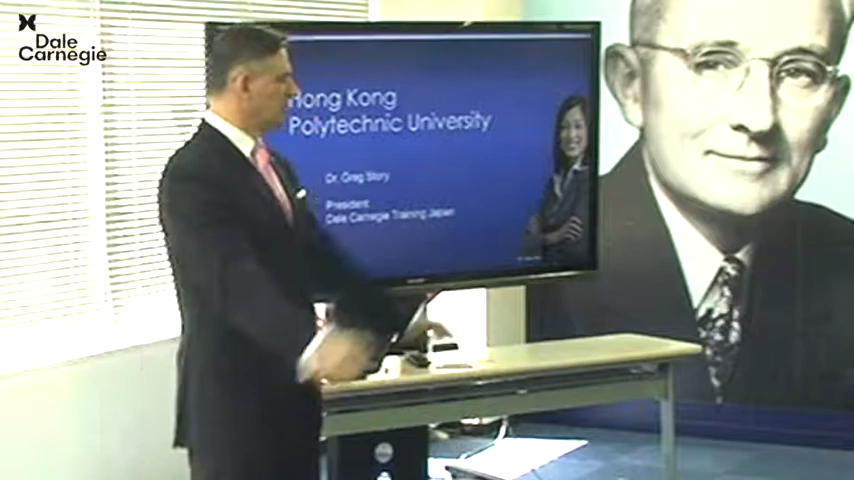 Dale
Carnegie
Hong Kong
Polytechnic University
Dr. Greg Story
President
Dale Carnegie Training Japan